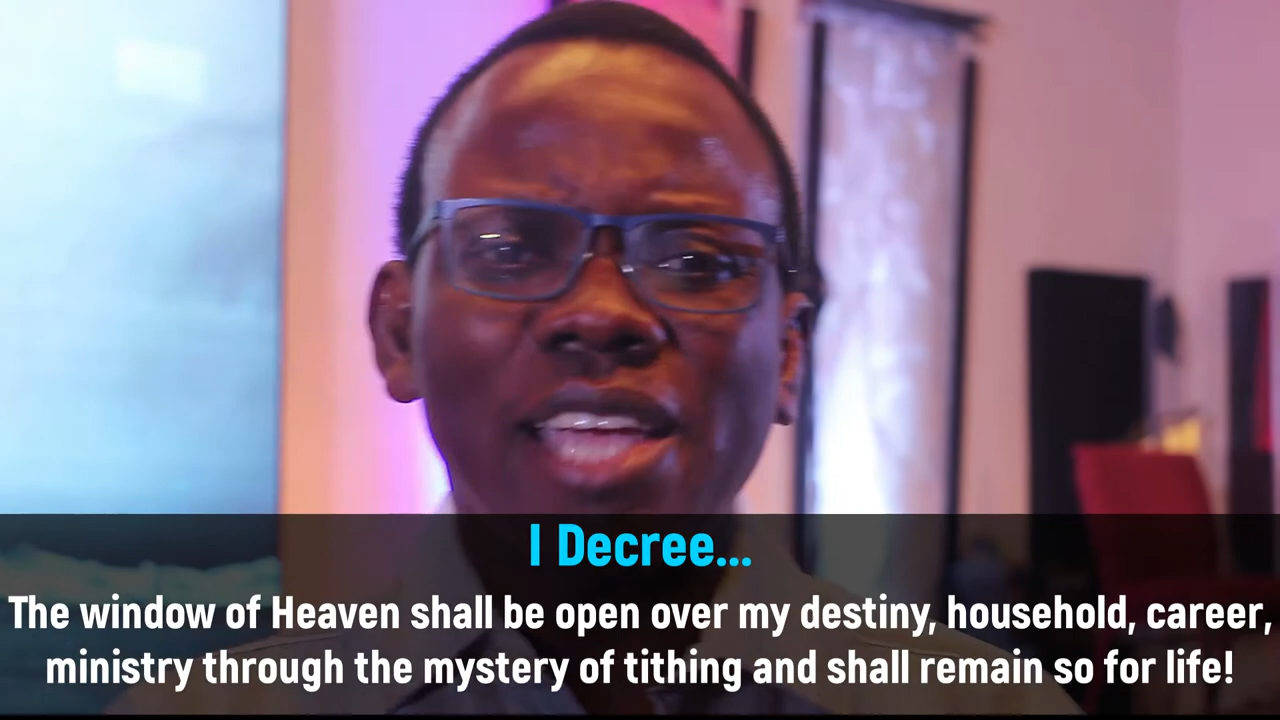 I Decree...
The window of Heaven shall be open over my destiny, household, career,
ministry through the mystery of tithing and shall remain so for life!